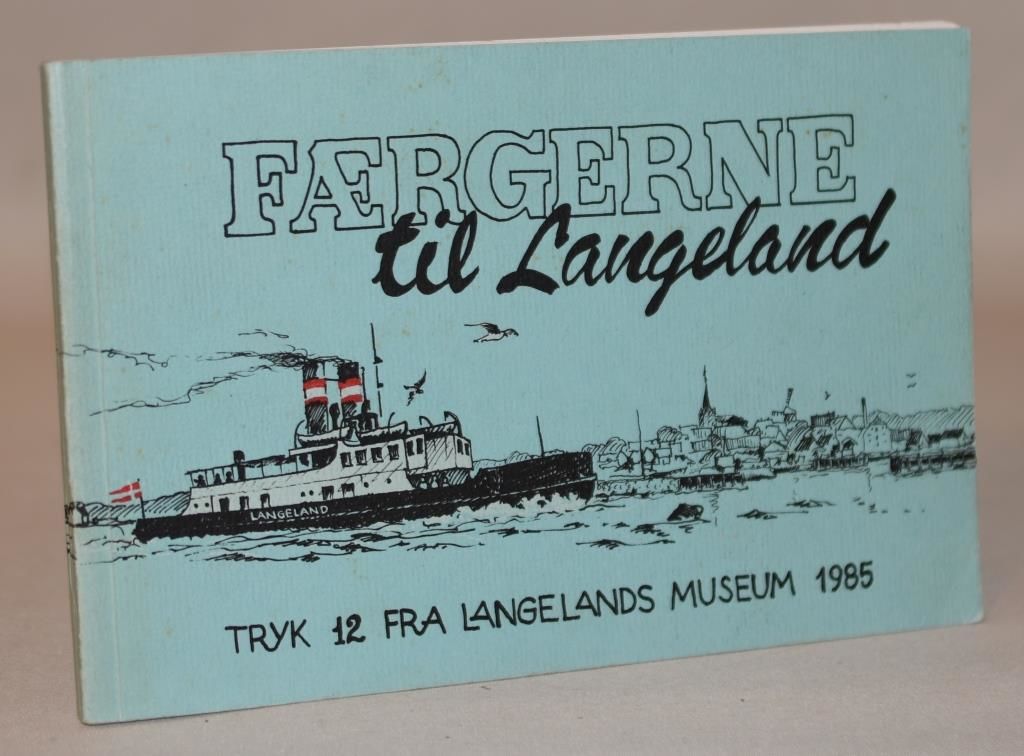 FÆRGERNE
til Langeland
LANGELAND
TRYK 12 FRA LANGELANDS MUSEUM 1985